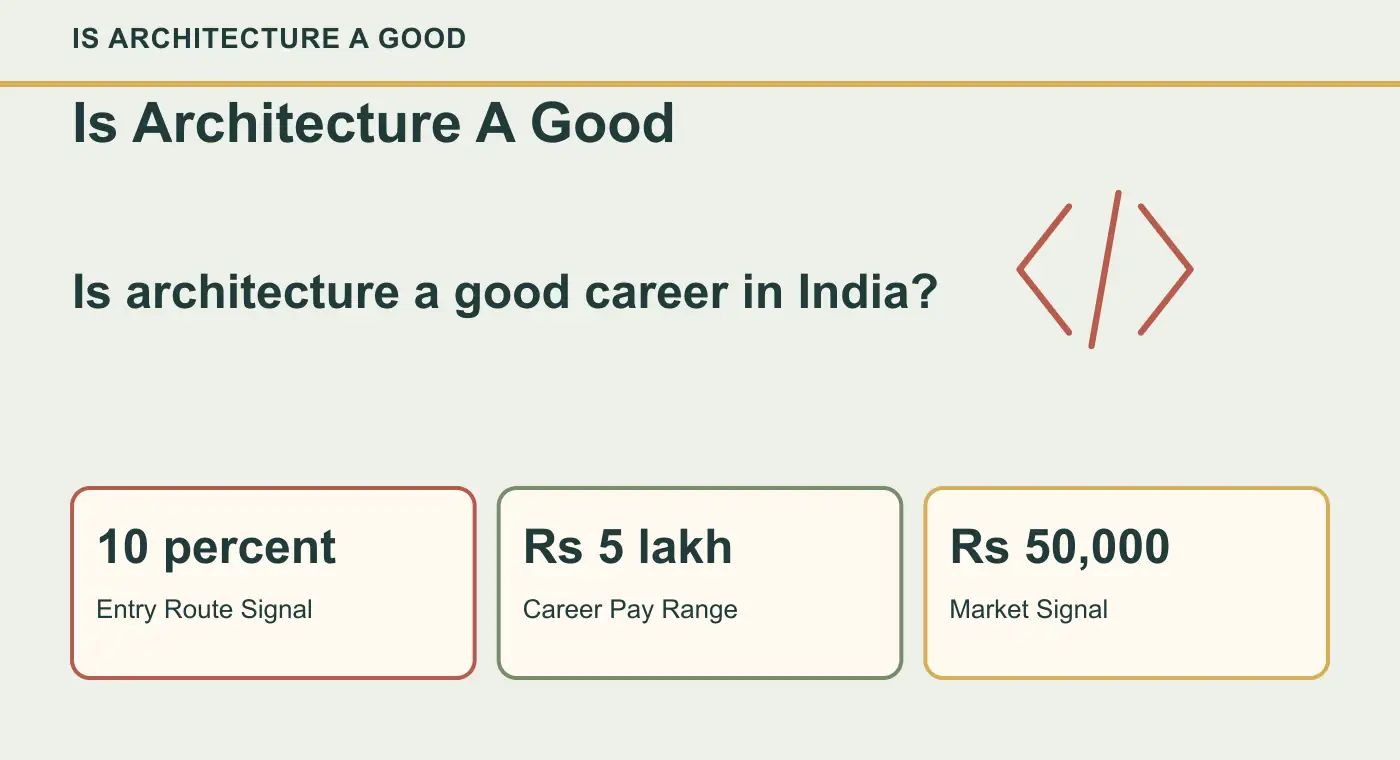 IS ARCHITECTURE A GOOD
Is Architecture A Good
Is architecture a good career in India?
10 percent
Entry Route Signal
Rs 5 lakh
Career Pay Range
Rs 50,000
Market Signal